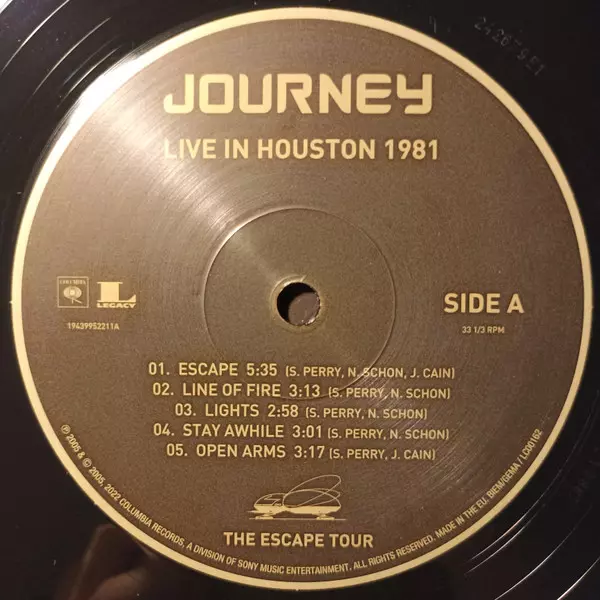 JOURNEY
LIVE IN HOUSTON 1981
COLUMBIA
L
LEGACY
19439952211A
SIDE A
33 1/3 RPM
01. ESCAPE 5:35 (S. PERRY, N. SCHON, J. CAIN)
02. LINE OF FIRE 3:13 (S. PERRY, N. SCHON)
03. LIGHTS 2:58 (S. PERRY, N. SCHON)
04. STAY AWHILE 3:01 (S. PERRY, N. SCHON)
05. OPEN ARMS 3:17 (S. PERRY, J. CAIN)
THE ESCAPE TOUR
℗ 2005 & © 2005, 2022 COLUMBIA RECORDS, A DIVISION OF SONY MUSIC ENTERTAINMENT. ALL RIGHTS RESERVED. MADE IN THE EU. BIEM/GEMA / LC00162